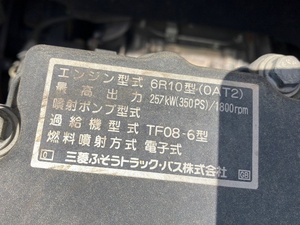 エンジン型式 6R10型-(0AT2)
最高出力 257kW(350PS)/1800rpm
噴射ポンプ型式
過給機型式 TF08-6型
燃料噴射方式 電子式
三菱ふそうトラック・バス株式会社